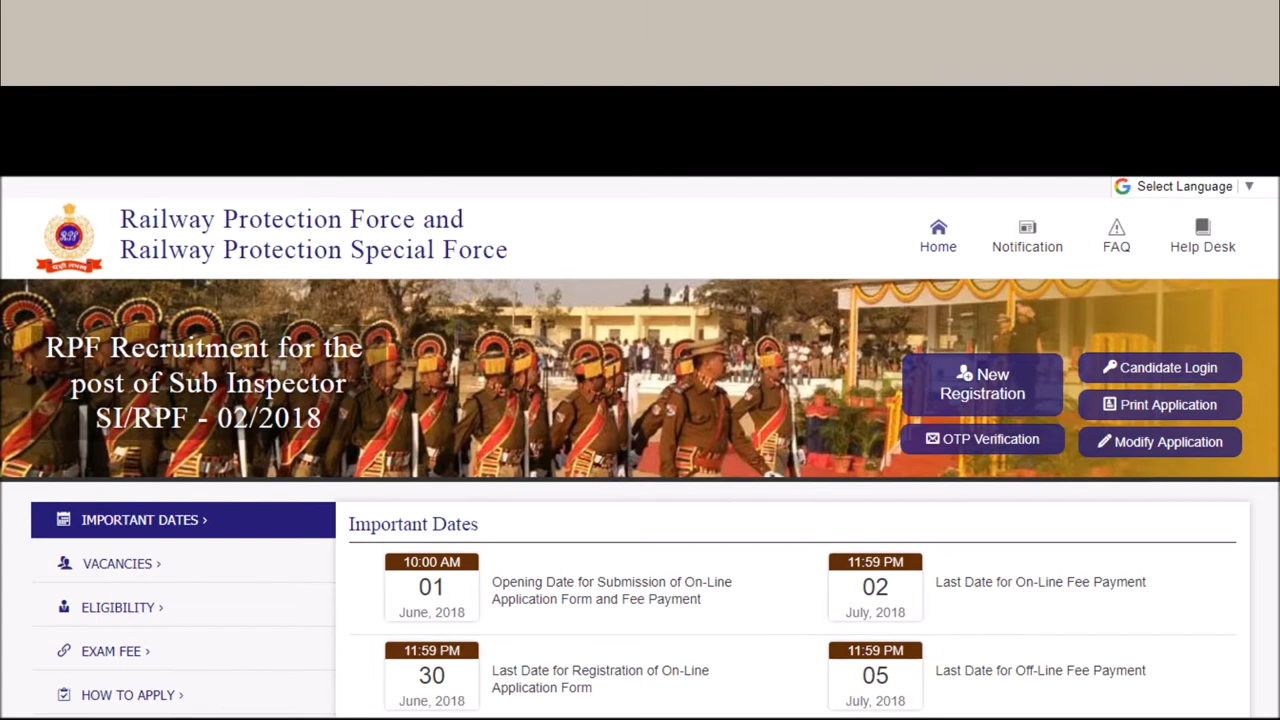 Select Language ▼
Railway Protection Force and
Railway Protection Special Force
Home
Notification
FAQ
Help Desk
RPF Recruitment for the
post of Sub Inspector
SI/RPF - 02/2018
New
Registration
OTP Verification
Candidate Login
Print Application
Modify Application
IMPORTANT DATES ›
VACANCIES ›
ELIGIBILITY ›
EXAM FEE ›
HOW TO APPLY ›
Important Dates
10:00 AM
01
June, 2018
Opening Date for Submission of On-Line
Application Form and Fee Payment
11:59 PM
02
July, 2018
Last Date for On-Line Fee Payment
11:59 PM
30
June, 2018
Last Date for Registration of On-Line
Application Form
11:59 PM
05
July, 2018
Last Date for Off-Line Fee Payment